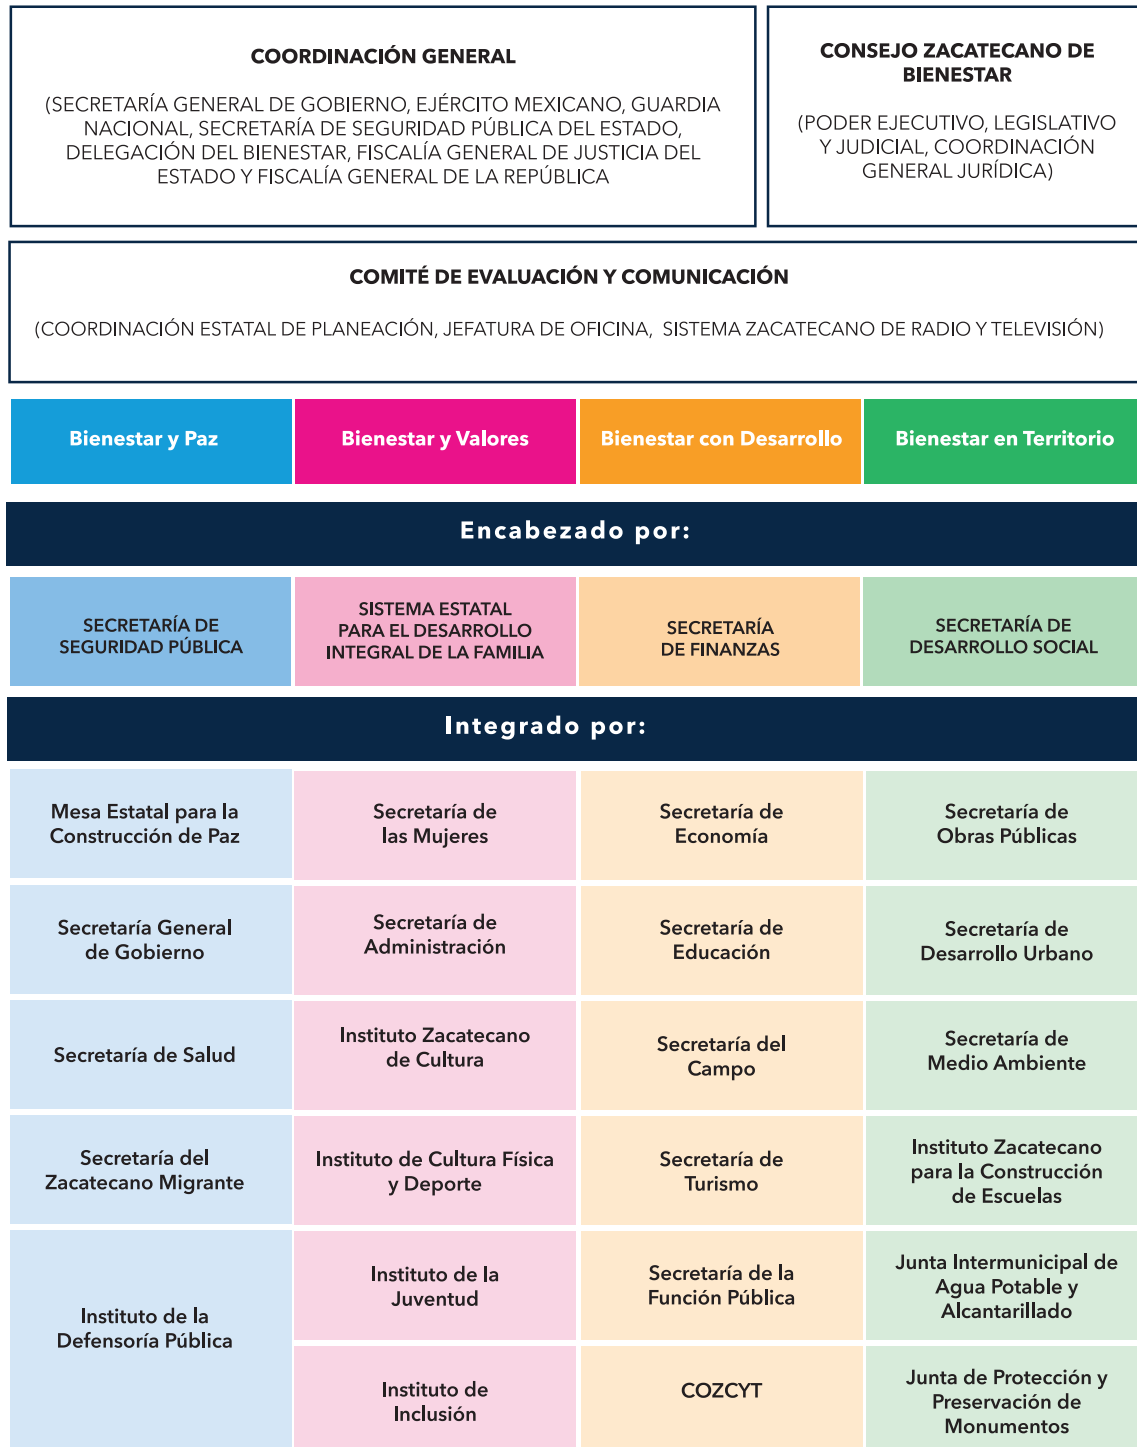 COORDINACIÓN GENERAL
(SECRETARÍA GENERAL DE GOBIERNO, EJÉRCITO MEXICANO, GUARDIA
NACIONAL, SECRETARÍA DE SEGURIDAD PÚBLICA DEL ESTADO,
DELEGACIÓN DEL BIENESTAR, FISCALÍA GENERAL DE JUSTICIA DEL
ESTADO Y FISCALÍA GENERAL DE LA REPÚBLICA
CONSEJO ZACATECANO DE
BIENESTAR
(PODER EJECUTIVO, LEGISLATIVO
Y JUDICIAL, COORDINACIÓN
GENERAL JURÍDICA)
COMITÉ DE EVALUACIÓN Y COMUNICACIÓN
(COORDINACIÓN ESTATAL DE PLANEACIÓN, JEFATURA DE OFICINA, SISTEMA ZACATECANO DE RADIO Y TELEVISIÓN)
Bienestar y Paz
Bienestar y Valores
Bienestar con Desarrollo
Bienestar en Territorio
Encabezado por:
SECRETARÍA DE
SEGURIDAD PÚBLICA
SISTEMA ESTATAL
PARA EL DESARROLLO
INTEGRAL DE LA FAMILIA
SECRETARÍA
DE FINANZAS
SECRETARÍA DE
DESARROLLO SOCIAL
Integrado por:
Mesa Estatal para la
Construcción de Paz
Secretaría de
las Mujeres
Secretaría de
Economía
Secretaría de
Obras Públicas
Secretaría General
de Gobierno
Secretaría de
Administración
Secretaría de
Educación
Secretaría de
Desarrollo Urbano
Secretaría de Salud
Instituto Zacatecano
de Cultura
Secretaría del
Campo
Secretaría de
Medio Ambiente
Secretaría del
Zacatecano Migrante
Instituto de Cultura Física
y Deporte
Secretaría de
Turismo
Instituto Zacatecano
para la Construcción
de Escuelas
Instituto de la
Defensoría Pública
Instituto de la
Juventud
Secretaría de la
Función Pública
Junta Intermunicipal de
Agua Potable y
Alcantarillado
Instituto de
Inclusión
COZCYT
Junta de Protección y
Preservación de
Monumentos